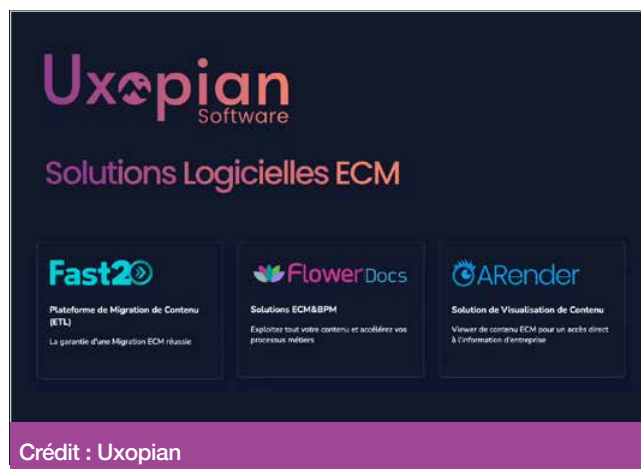 Uxopian
Software
Solutions Logicielles ECM
Fast2
Plateforme de Migration de Contenu
(ETL)
La garantie d'une Migration ECM réussie
FlowerDocs
Solutions ECM&BPM
Exploitez tout votre contenu et accélérez vos
processus métiers
ARender
Solution de Visualisation de Contenu
Viewer de contenu ECM pour un accès direct
à l'information d'entreprise
Crédit : Uxopian